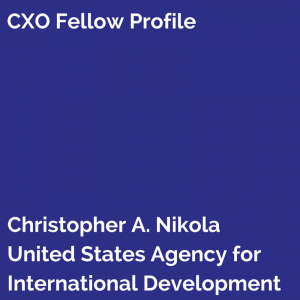 CXO Fellow Profile
Christopher A. Nikola
United States Agency for
International Development